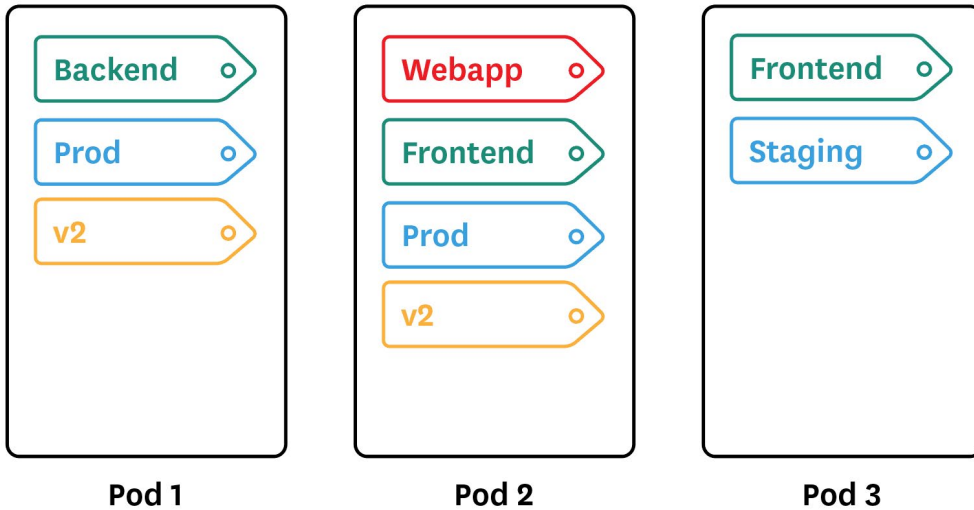 Backend
Prod
v2
Pod 1
Webapp
Frontend
Prod
v2
Pod 2
Frontend
Staging
Pod 3